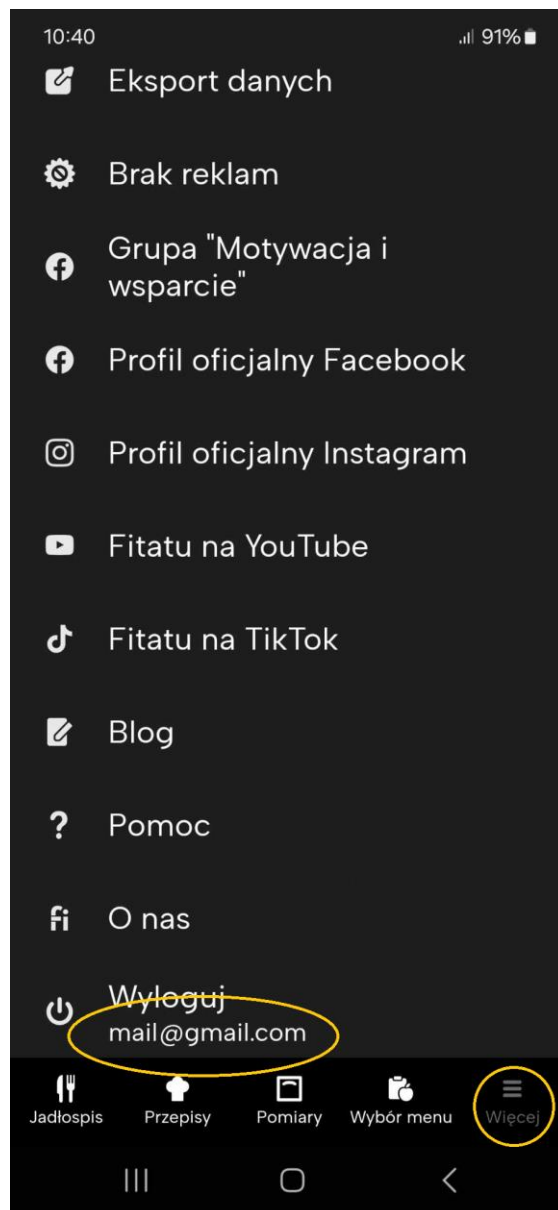 10:40 91%
Eksport danych
Brak reklam
Grupa "Motywacja i
wsparcie"
Profil oficjalny Facebook
Profil oficjalny Instagram
Fitatu na YouTube
Fitatu na TikTok
Blog
? Pomoc
fi O nas
Wyloguj
mail@gmail.com
Jadłospis Przepisy Pomiary Wybór menu Więcej